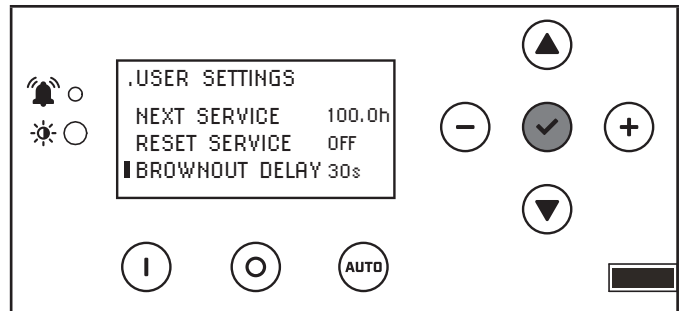 .USER SETTINGS
NEXT SERVICE 100.0h
RESET SERVICE OFF
BROWNOUT DELAY 30s
AUTO